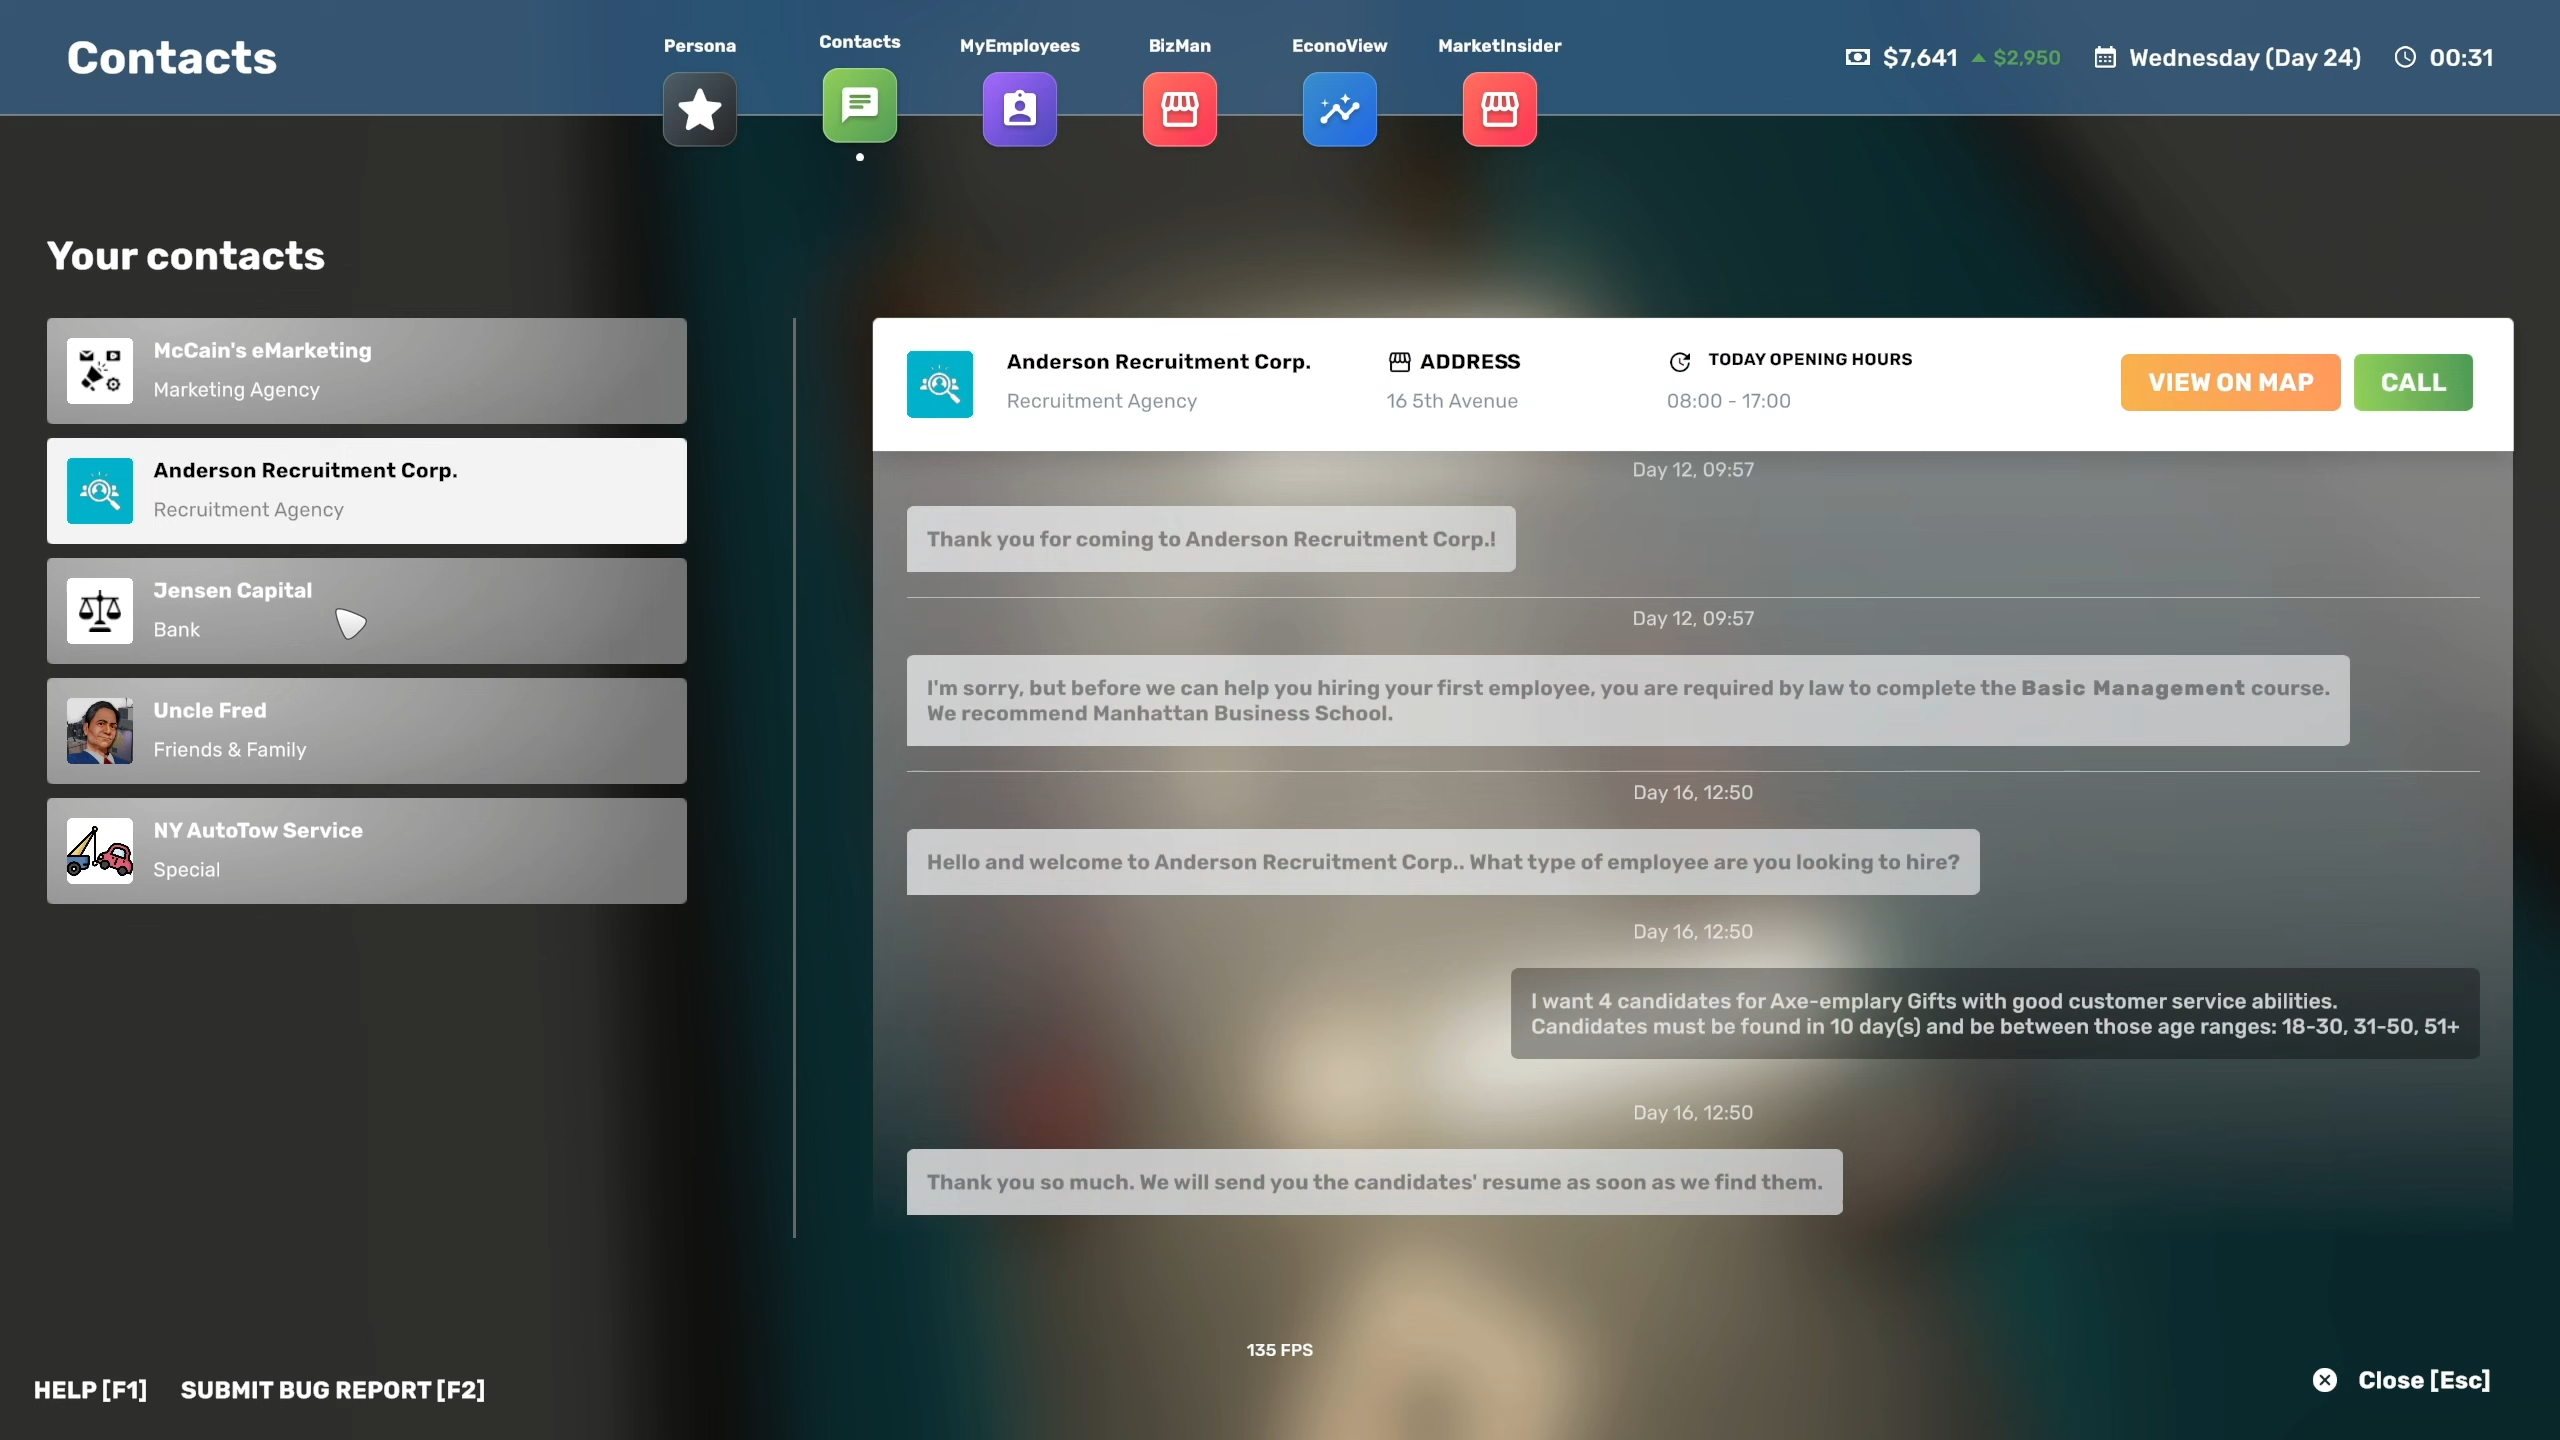 Contacts
Persona
Contacts
MyEmployees
BizMan
EconoView
MarketInsider
$7,641
$2,950
Wednesday (Day 24)
00:31
Your contacts
McCain's eMarketing
Marketing Agency
Anderson Recruitment Corp.
Recruitment Agency
Jensen Capital
Bank
Uncle Fred
Friends & Family
NY AutoTow Service
Special
Anderson Recruitment Corp.
Recruitment Agency
ADDRESS
16 5th Avenue
TODAY OPENING HOURS
08:00 - 17:00
VIEW ON MAP
CALL
Day 12, 09:57
Thank you for coming to Anderson Recruitment Corp.!
Day 12, 09:57
I'm sorry, but before we can help you hiring your first employee, you are required by law to complete the Basic Management course.
We recommend Manhattan Business School.
Day 16, 12:50
Hello and welcome to Anderson Recruitment Corp.. What type of employee are you looking to hire?
Day 16, 12:50
I want 4 candidates for Axe-emplary Gifts with good customer service abilities.
Candidates must be found in 10 day(s) and be between those age ranges: 18-30, 31-50, 51+
Day 16, 12:50
Thank you so much. We will send you the candidates' resume as soon as we find them.
135 FPS
HELP [F1]
SUBMIT BUG REPORT [F2]
Close [Esc]